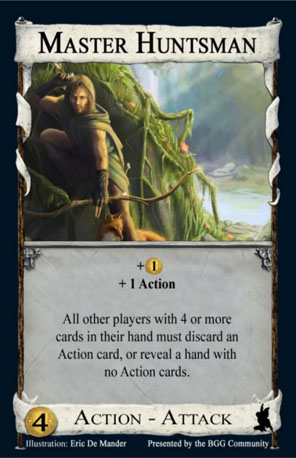 MASTER HUNTSMAN
+ 1
+ 1 Action
All other players with 4 or more
cards in their hand must discard an
Action card, or reveal a hand with
no Action cards.
4 ACTION - ATTACK
Illustration: Eric De Mander Presented by the BGG Community